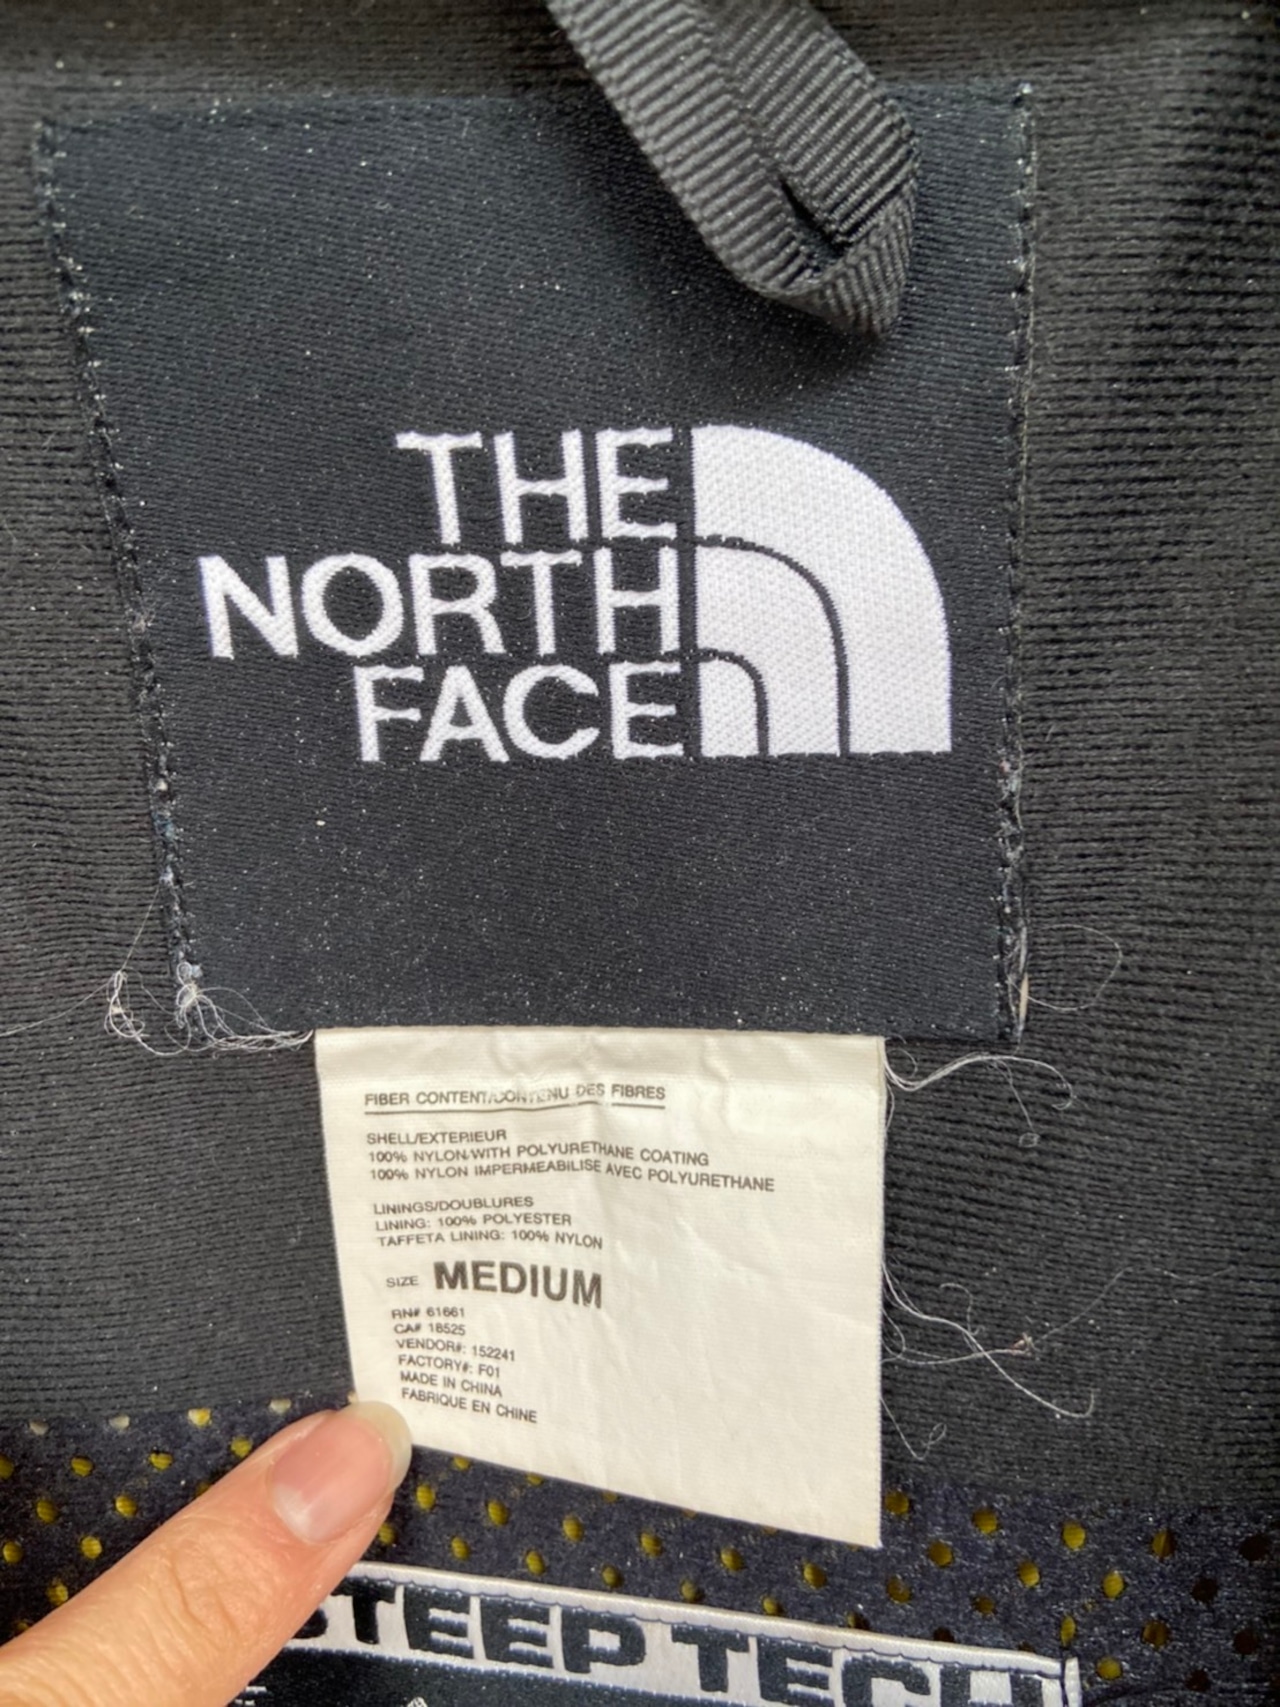 THE
NORTH
FACE
FIBER CONTENT/CONTENU DES FIBRES
SHELL/EXTERIEUR
100% NYLON WITH POLYURETHANE COATING
100% NYLON IMPERMEABILISE AVEC POLYURETHANE
LININGS/DOUBLURES
LINING: 100% POLYESTER
TAFFETA LINING: 100% NYLON
SIZE MEDIUM
RN# 61661
CA# 18525
VENDOR#: 152241
FACTORY#: F01
MADE IN CHINA
FABRIQUE EN CHINE
STEEP TECH